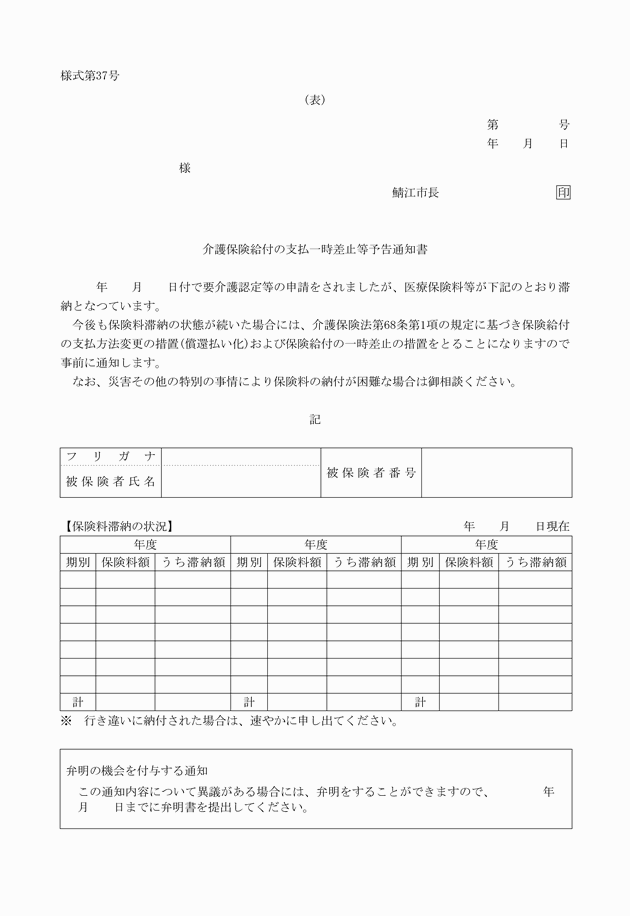 様式第37号
(表)
第　　　　　号
年　　月　　日
様
鯖江市長　　　　　印
介護保険給付の支払一時差止等予告通知書
年　　月　　日付で要介護認定等の申請をされましたが、医療保険料等が下記のとおり滞
納となつています。
今後も保険料滞納の状態が続いた場合には、介護保険法第68条第1項の規定に基づき保険給付
の支払方法変更の措置(償還払い化)および保険給付の一時差止の措置をとることになりますので
事前に通知します。
なお、災害その他の特別の事情により保険料の納付が困難な場合は御相談ください。
記
フリガナ
被保険者氏名　被保険者番号
【保険料滞納の状況】　年　　月　　日現在
年度　年度　年度
期別　保険料額　うち滞納額　期別　保険料額　うち滞納額　期別　保険料額　うち滞納額
計　計　計
※　行き違いに納付された場合は、速やかに申し出てください。
弁明の機会を付与する通知
この通知内容について異議がある場合には、弁明をすることができますので、　　　　年
月　　日までに弁明書を提出してください。